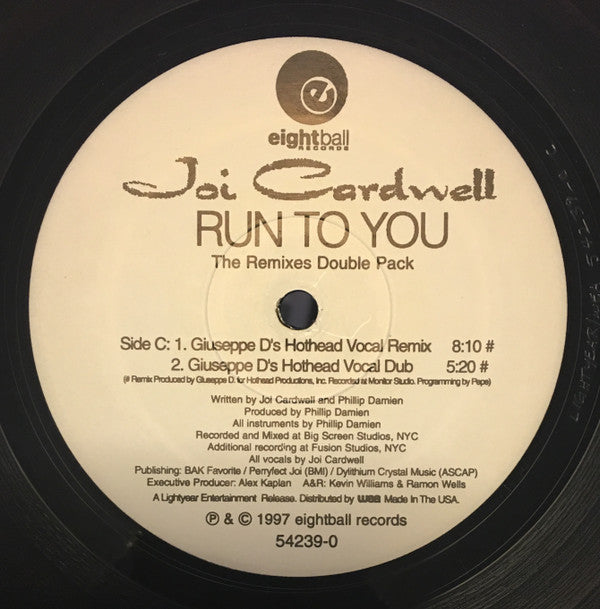 e
eightball
RECORDS
Joi Cardwell
RUN TO YOU
The Remixes Double Pack
Side C: 1. Giuseppe D's Hothead Vocal Remix 8:10 #
2. Giuseppe D's Hothead Vocal Dub 5:20 #
(# Remix Produced by Giuseppe D. for Hothead Productions, Inc. Recorded at Monitor Studio. Programming by Pepe)
Written by Joi Cardwell and Phillip Damien
Produced by Phillip Damien
All instruments by Phillip Damien
Recorded and Mixed at Big Screen Studios, NYC
Additional recording at Fusion Studios, NYC
All vocals by Joi Cardwell
Publishing: BAK Favorite / Perryfect Joi (BMI) / Dylithium Crystal Music (ASCAP)
Executive Producer: Alex Kaplan A&R: Kevin Williams & Ramon Wells
A Lightyear Entertainment Release. Distributed by wea Made In The USA.
℗ & © 1997 eightball records
54239-0
LIGHTYEAR/WEA 54239-0 C